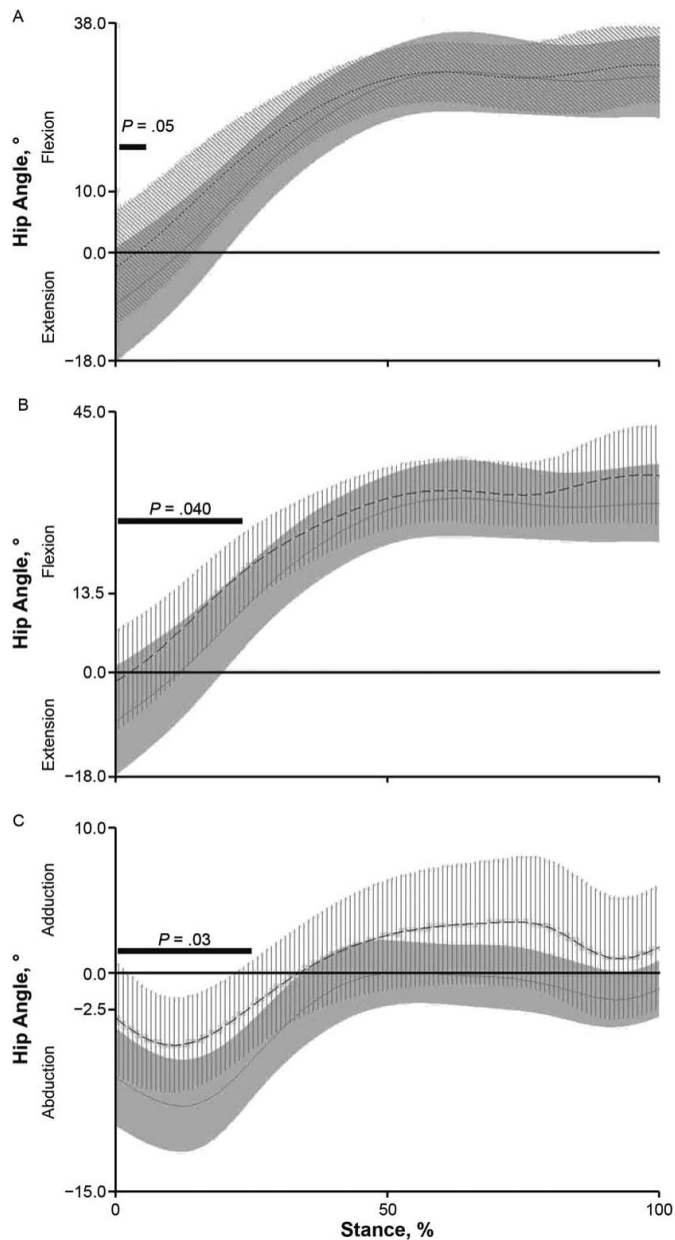 A
38.0
P = .05
Flexion
10.0
Hip Angle, °
0.0
Extension
−18.0
B
45.0
P = .040
Flexion
13.5
Hip Angle, °
0.0
Extension
−18.0
C
10.0
Adduction
P = .03
0.0
Hip Angle, °
−2.5
Abduction
−15.0
0
50
100
Stance, %